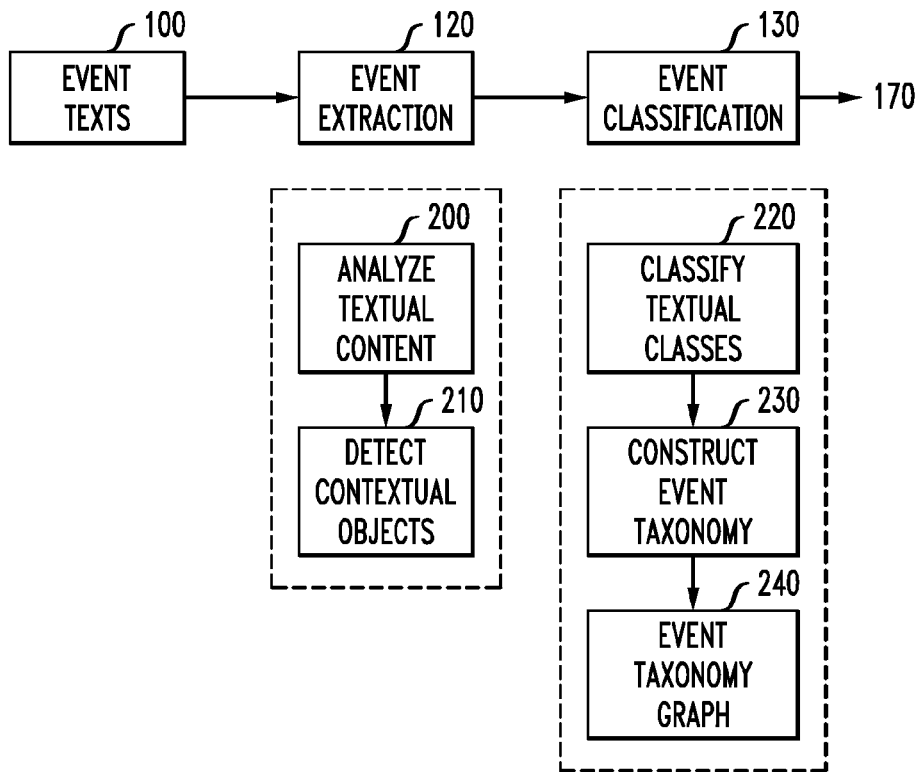 100
EVENT
TEXTS
120
EVENT
EXTRACTION
130
EVENT
CLASSIFICATION
170
200
ANALYZE
TEXTUAL
CONTENT
210
DETECT
CONTEXTUAL
OBJECTS
220
CLASSIFY
TEXTUAL
CLASSES
230
CONSTRUCT
EVENT
TAXONOMY
240
EVENT
TAXONOMY
GRAPH